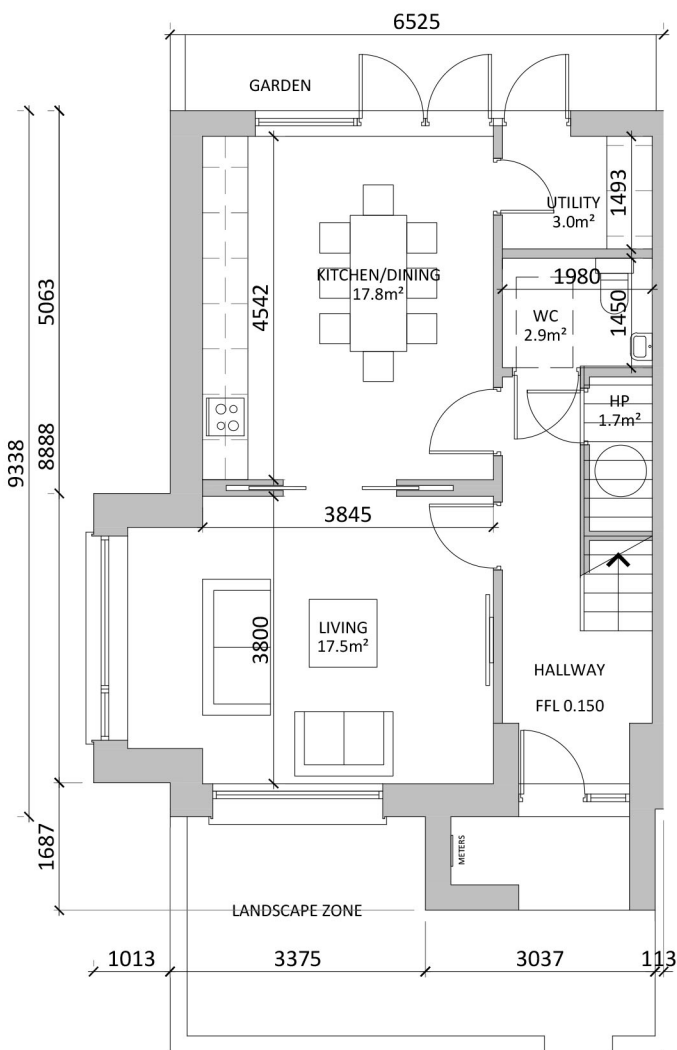 6525
GARDEN
UTILITY
3.0m²
1493
KITCHEN/DINING
17.8m²
4542
1980
WC
2.9m²
1450
5063
HP
1.7m²
9338
8888
3845
LIVING
17.5m²
3800
HALLWAY
FFL 0.150
1687
METERS
LANDSCAPE ZONE
1013
3375
3037
113